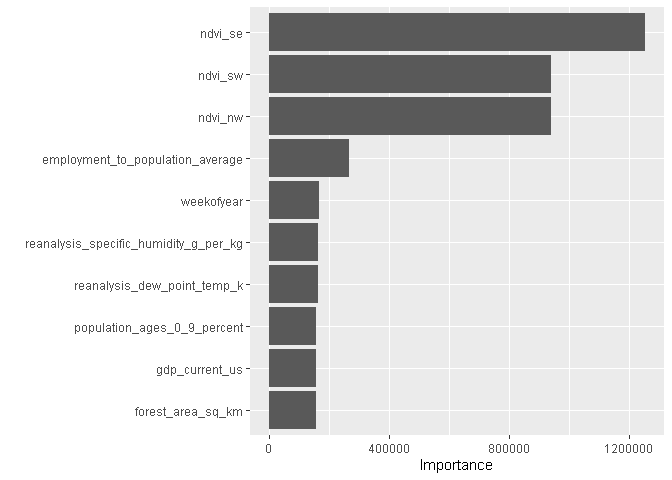 ndvi_se
ndvi_sw
ndvi_nw
employment_to_population_average
weekofyear
reanalysis_specific_humidity_g_per_kg
reanalysis_dew_point_temp_k
population_ages_0_9_percent
gdp_current_us
forest_area_sq_km
0 400000 800000 1200000
Importance